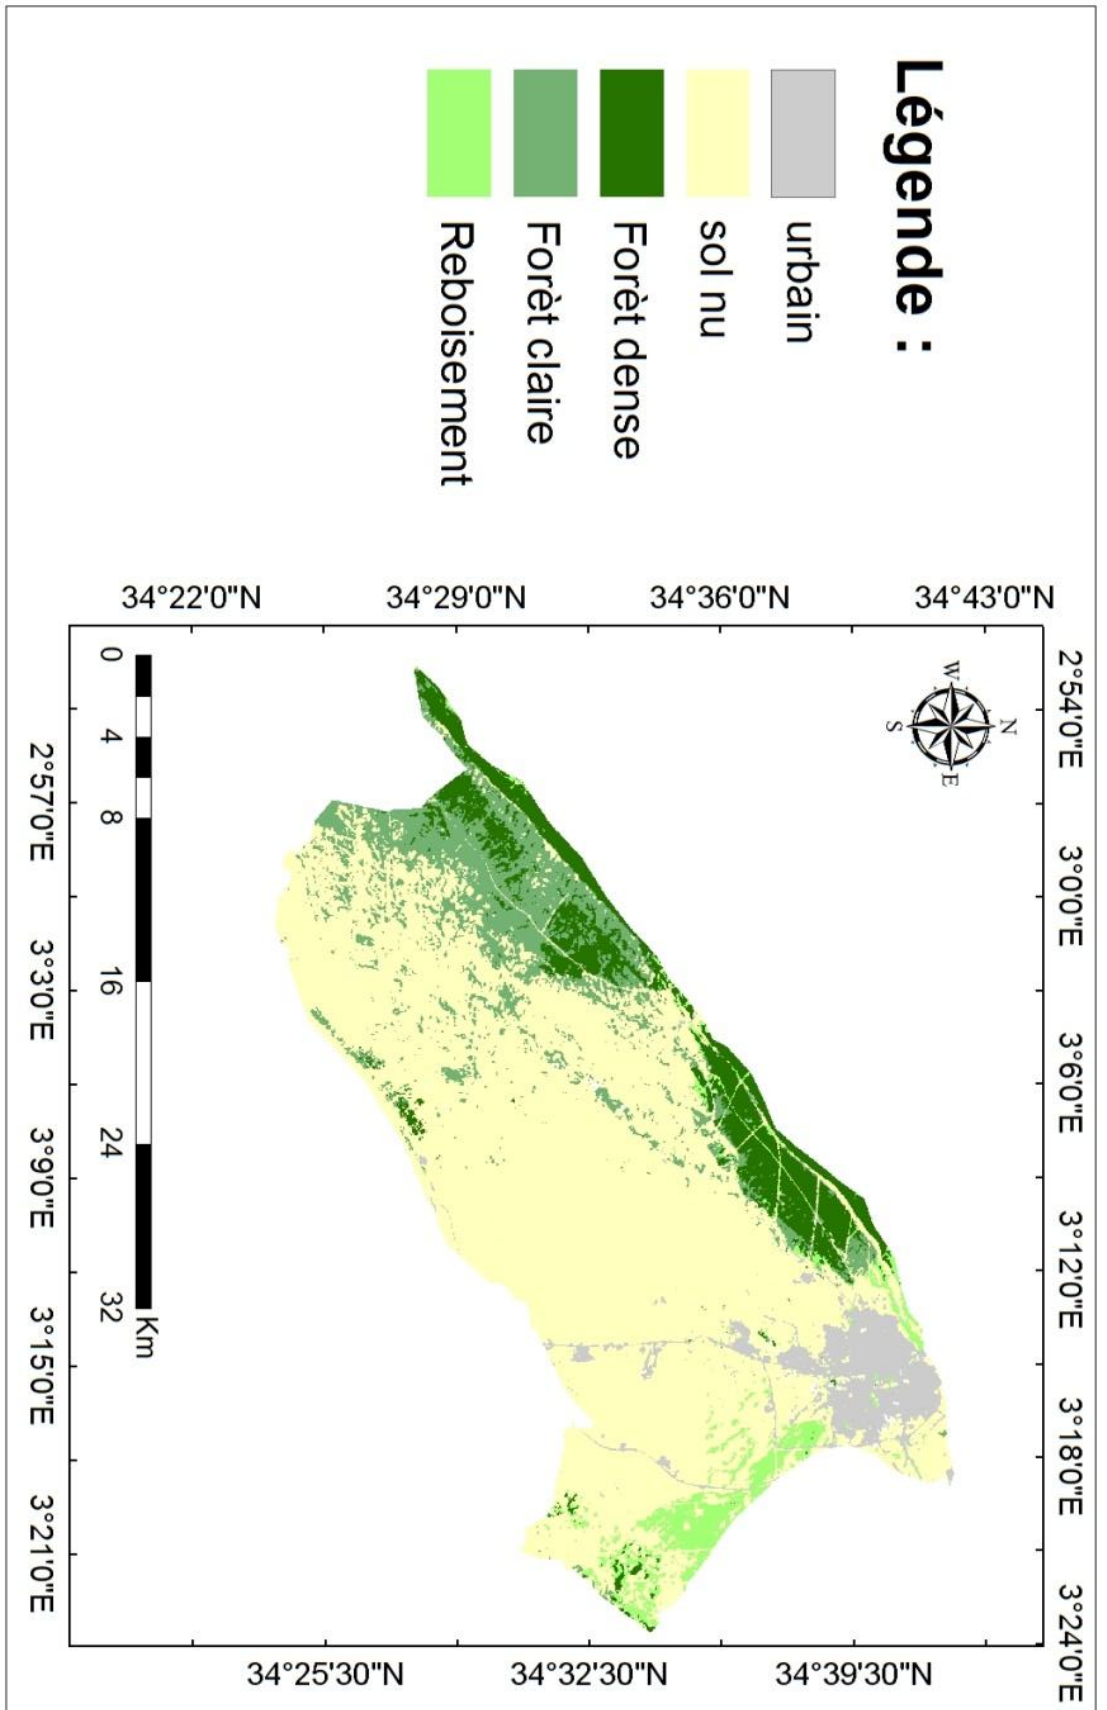 Légende :
urbain
sol nu
Forèt dense
Forèt claire
Reboisement
2°54'0"E
3°0'0"E
3°6'0"E
3°12'0"E
3°18'0"E
3°24'0"E
34°43'0"N
34°36'0"N
34°29'0"N
34°22'0"N
N
W
E
S
34°39'30"N
34°32'30"N
34°25'30"N
0
4
8
16
24
32
Km
2°57'0"E
3°3'0"E
3°9'0"E
3°15'0"E
3°21'0"E